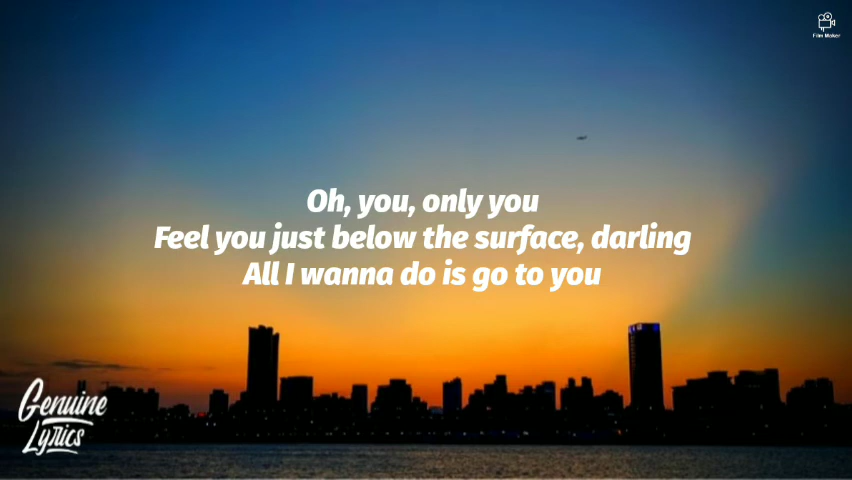 Film Maker
Oh, you, only you
Feel you just below the surface, darling
All I wanna do is go to you
Genuine
Lyrics